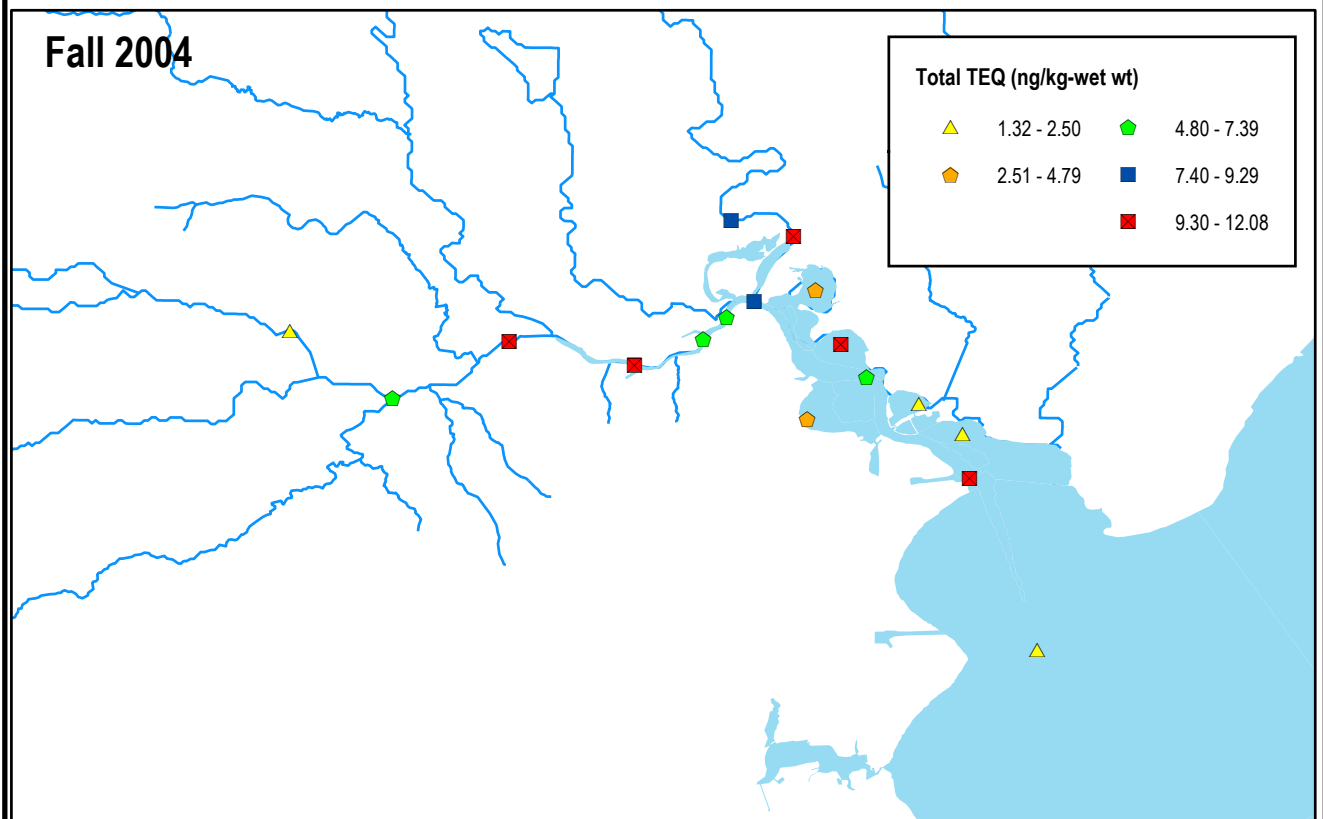 Fall 2004
Total TEQ (ng/kg-wet wt)
1.32 - 2.50
4.80 - 7.39
2.51 - 4.79
7.40 - 9.29
9.30 - 12.08